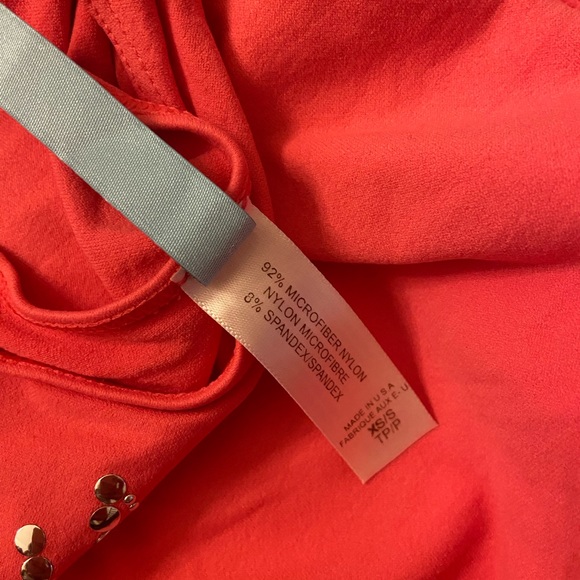 92% MICROFIBER NYLON
NYLON MICROFIBRE
8% SPANDEX/SPANDEX
MADE IN U.S.A
FABRIQUE AUX E. U
XS/S
TP/P